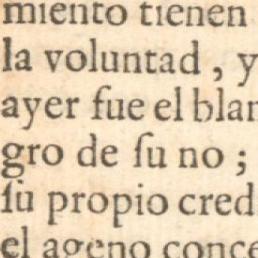 miento tienen
la voluntad , y
ayer fue el blan
gro de ſu no ;
ſu propio cred
el ageno conce